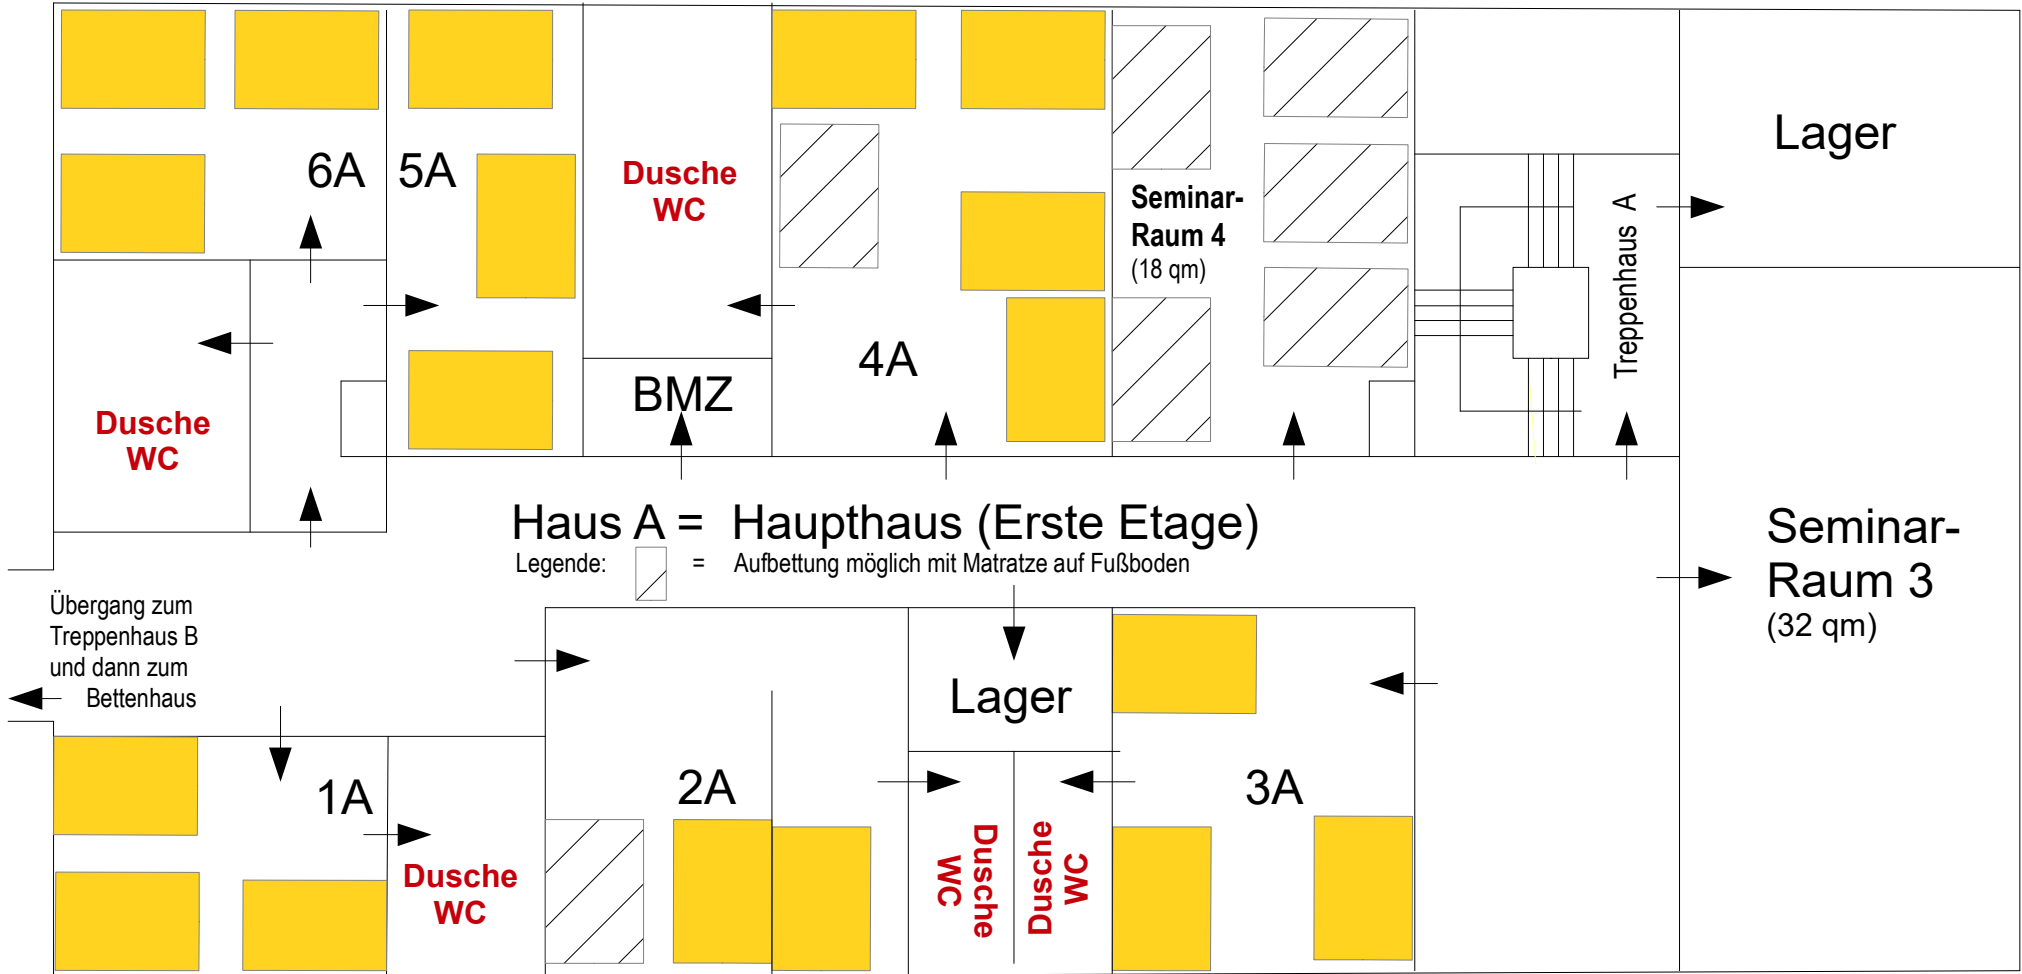 6A
5A
Dusche
WC
4A
Seminar-
Raum 4
(18 qm)
Treppenhaus A
Lager
Dusche
WC
BMZ
Haus A = Haupthaus (Erste Etage)
Legende: = Aufbettung möglich mit Matratze auf Fußboden
Seminar-
Raum 3
(32 qm)
Übergang zum
Treppenhaus B
und dann zum
Bettenhaus
Lager
1A
Dusche
WC
2A
Dusche
WC
Dusche
WC
3A